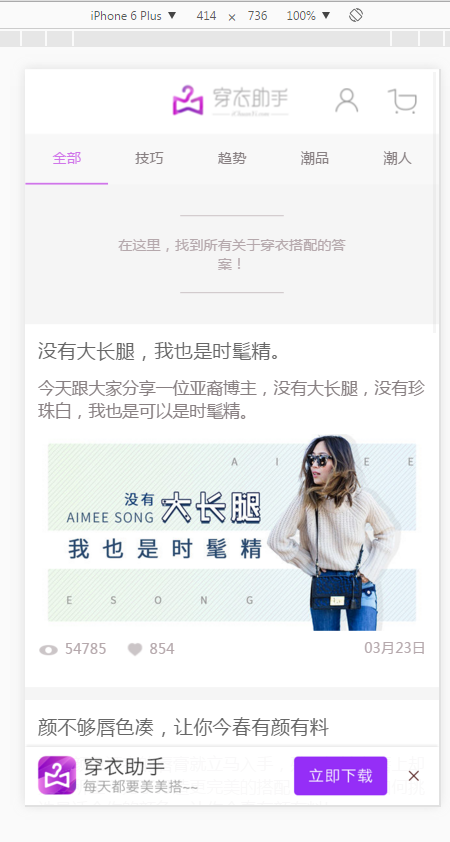 iPhone 6 Plus ▼ 414 × 736 100% ▼
穿衣助手
全部 技巧 趋势 潮品 潮人
在这里，找到所有关于穿衣搭配的答
案！
没有大长腿，我也是时髦精。
今天跟大家分享一位亚裔博主，没有大长腿，没有珍
珠白，我也是可以是时髦精。
A I E E
没有 大长腿
AIMEE SONG
我也是时髦精
E S O N G
54785 854 03月23日
颜不够唇色凑，让你今春有颜有料
穿衣助手
每天都要美美搭~~
立即下载 ×